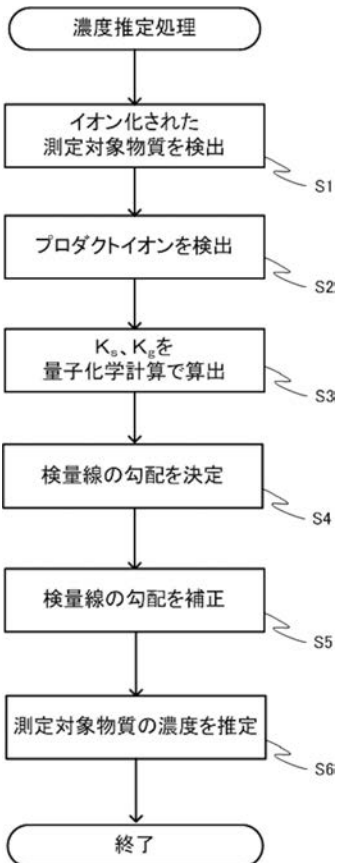 濃度推定処理
イオン化された
測定対象物質を検出
S1
プロダクトイオンを検出
S2
Ks、Kgを
量子化学計算で算出
S3
検量線の勾配を決定
S4
検量線の勾配を補正
S5
測定対象物質の濃度を推定
S6
終了